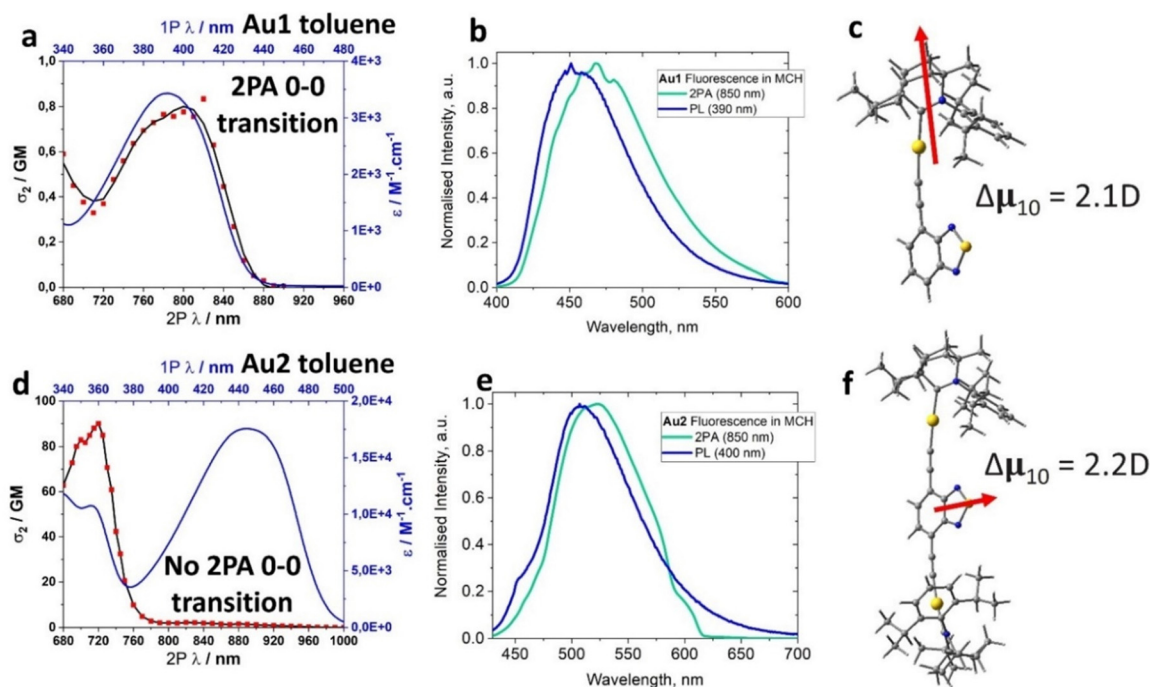 a
1P λ / nm Au1 toluene
340 360 380 400 420 440 460 480
2PA 0-0
transition
1,0
0,8
0,6
0,4
0,2
0,0
σ2 / GM
4E+3
3E+3
2E+3
1E+3
0E+3
ε / M-1.cm-1
680 720 760 800 840 880 920 960
2P λ / nm
b
Au1 Fluorescence in MCH
2PA (850 nm)
PL (390 nm)
1.0
0.8
0.6
0.4
0.2
0.0
Normalised Intensity, a.u.
400 450 500 550 600
Wavelength, nm
c
Δμ10 = 2.1D
d
1P λ / nm Au2 toluene
340 360 380 400 420 440 460 480 500
100
80
60
40
20
0
σ2 / GM
No 2PA 0-0
transition
2,0E+4
1,5E+4
1,0E+4
5,0E+3
0,0E+3
ε / M-1.cm-1
680 720 760 800 840 880 920 960 1000
2P λ / nm
e
Au2 Fluorescence in MCH
2PA (850 nm)
PL (400 nm)
1.0
0.8
0.6
0.4
0.2
0.0
Normalised Intensity, a.u.
450 500 550 600 650 700
Wavelength, nm
f
Δμ10 = 2.2D